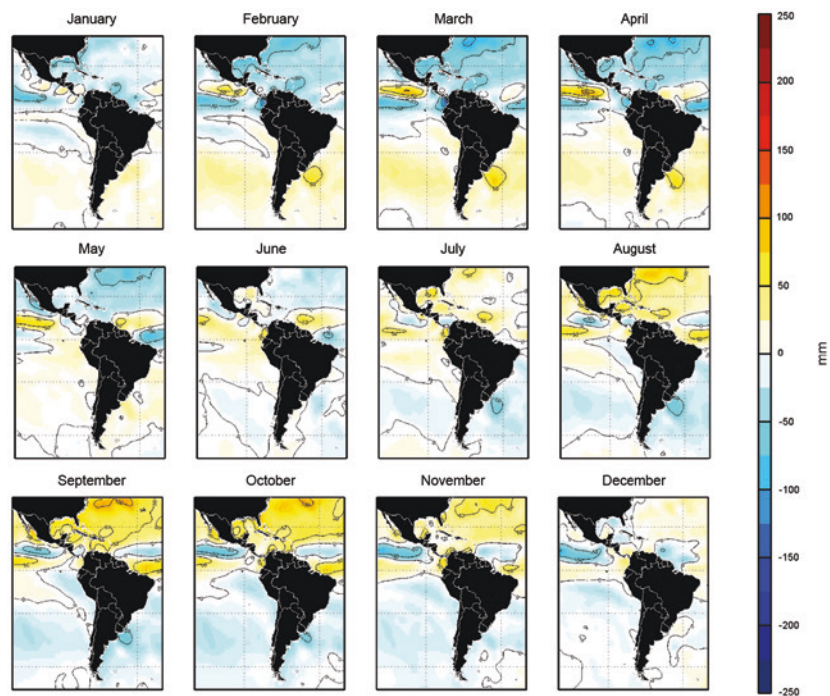 January
February
March
April
May
June
July
August
September
October
November
December
250
200
150
100
50
0
-50
-100
-150
-200
-250
mm